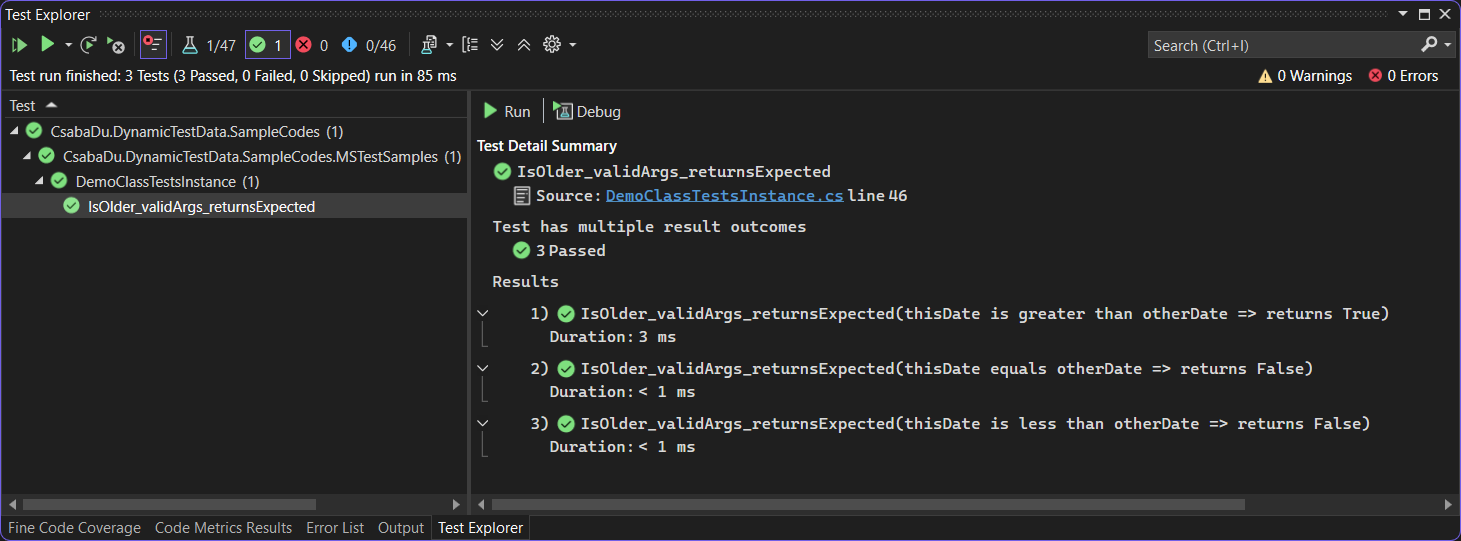 Test Explorer
1/47 1 0 0/46 Search (Ctrl+I)
Test run finished: 3 Tests (3 Passed, 0 Failed, 0 Skipped) run in 85 ms 0 Warnings 0 Errors
Test
CsabaDu.DynamicTestData.SampleCodes (1)
CsabaDu.DynamicTestData.SampleCodes.MSTestSamples (1)
DemoClassTestsInstance (1)
IsOlder_validArgs_returnsExpected
Run Debug
Test Detail Summary
IsOlder_validArgs_returnsExpected
Source: DemoClassTestsInstance.cs line 46
Test has multiple result outcomes
3 Passed
Results
1) IsOlder_validArgs_returnsExpected(thisDate is greater than otherDate => returns True)
Duration: 3 ms
2) IsOlder_validArgs_returnsExpected(thisDate equals otherDate => returns False)
Duration: < 1 ms
3) IsOlder_validArgs_returnsExpected(thisDate is less than otherDate => returns False)
Duration: < 1 ms
Fine Code Coverage Code Metrics Results Error List Output Test Explorer